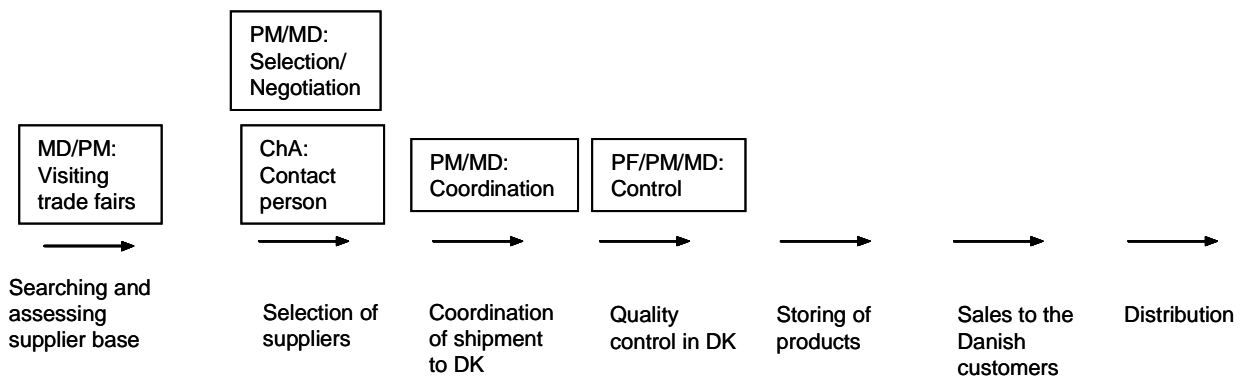 PM/MD:
Selection/
Negotiation
MD/PM:
Visiting
trade fairs
ChA:
Contact
person
PM/MD:
Coordination
PF/PM/MD:
Control
Searching and
assessing
supplier base
Selection of
suppliers
Coordination
of shipment
to DK
Quality
control in DK
Storing of
products
Sales to the
Danish
customers
Distribution